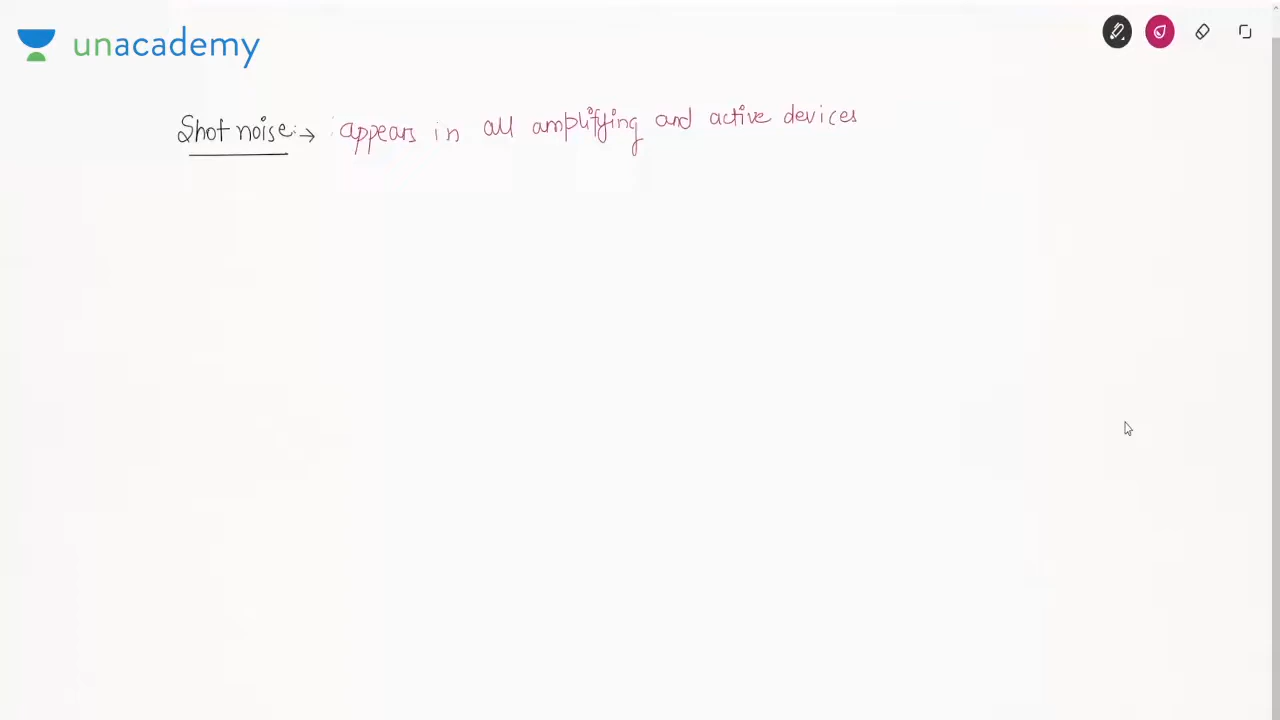 unacademy
Shot noise:→ appears in all amplifying and active devices